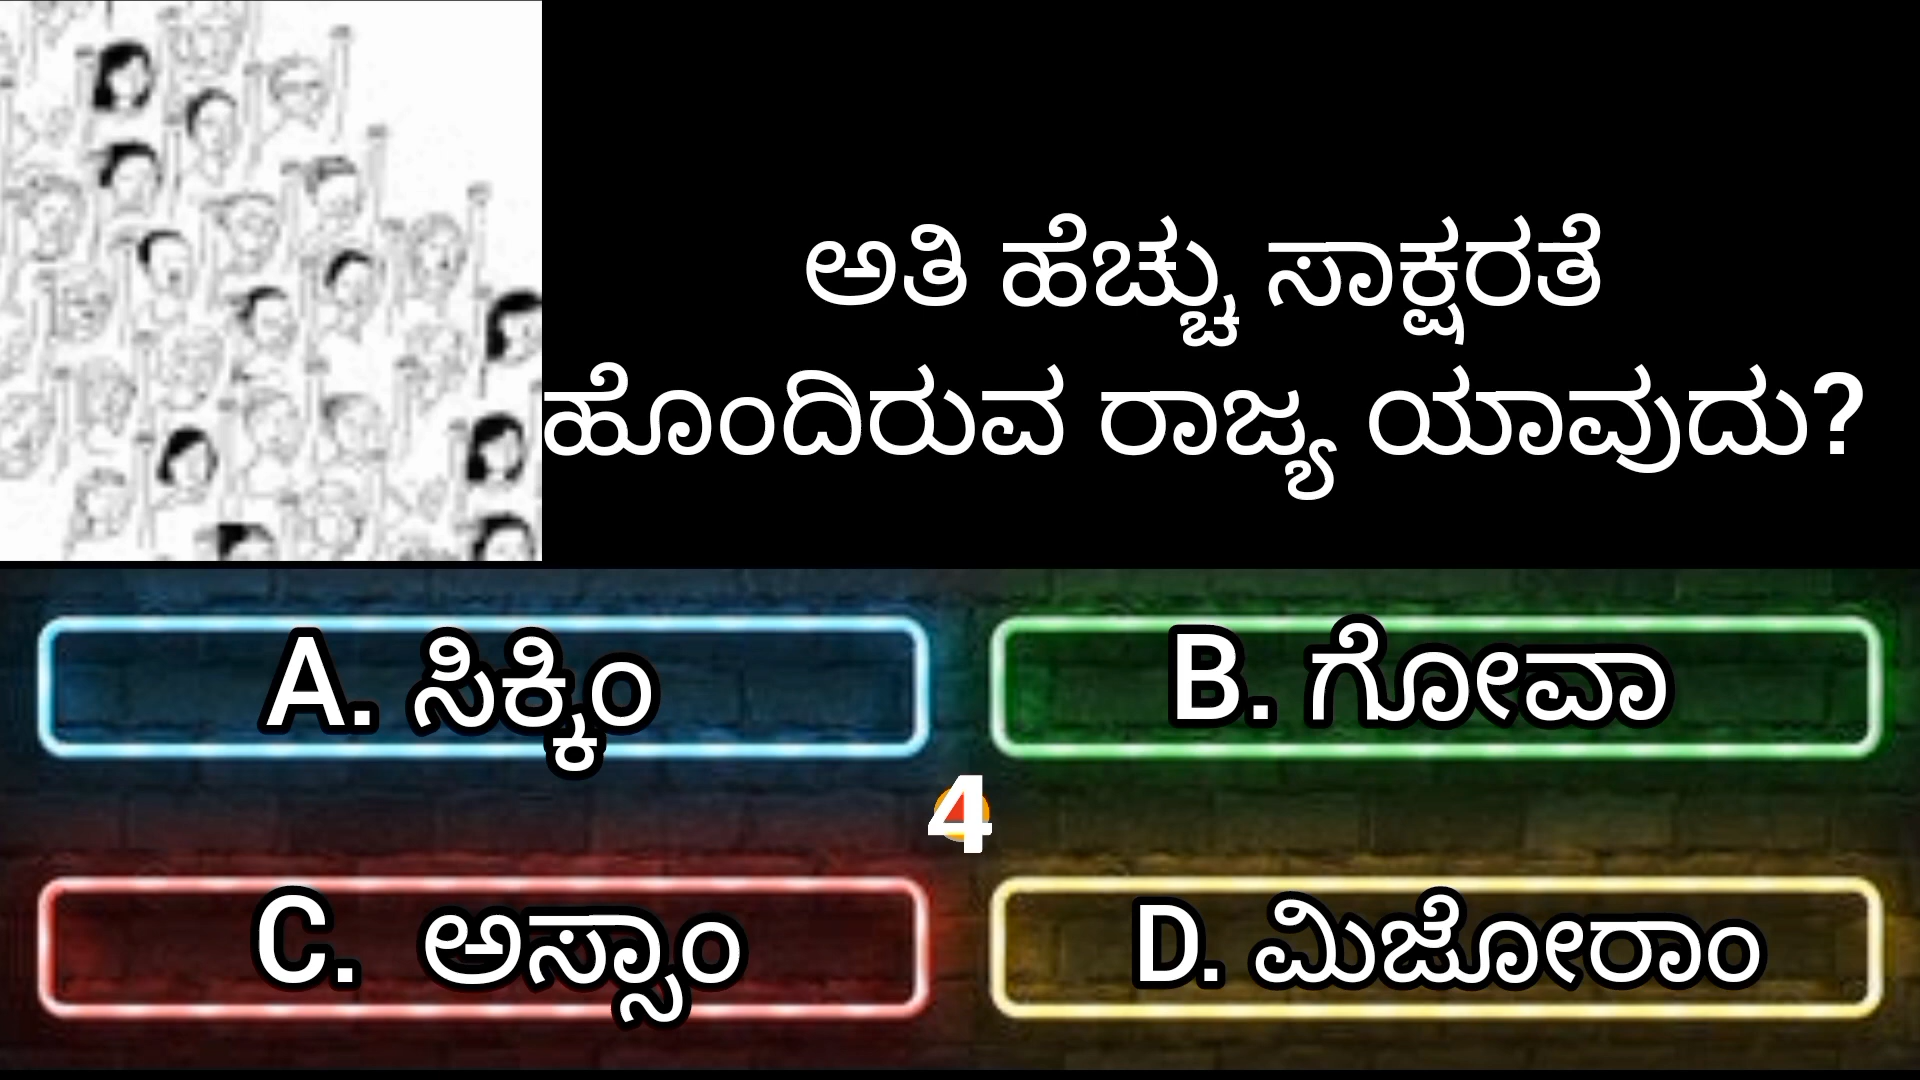 ಅತಿ ಹೆಚ್ಚು ಸಾಕ್ಷರತೆ
ಹೊಂದಿರುವ ರಾಜ್ಯ ಯಾವುದು?
A. ಸಿಕ್ಕಿಂ
B. ಗೋವಾ
4
C. ಅಸ್ಸಾಂ
D. ಮಿಜೋರಾಂ